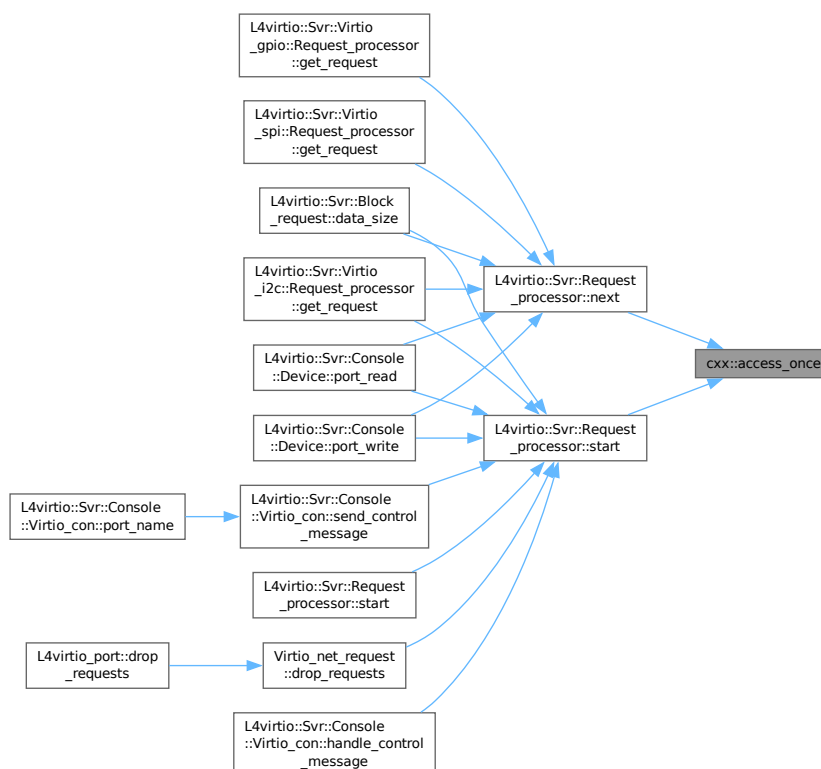 L4virtio::Svr::Virtio
_gpio::Request_processor
::get_request
L4virtio::Svr::Virtio
_spi::Request_processor
::get_request
L4virtio::Svr::Block
_request::data_size
L4virtio::Svr::Virtio
_i2c::Request_processor
::get_request
L4virtio::Svr::Console
::Device::port_read
L4virtio::Svr::Console
::Device::port_write
L4virtio::Svr::Console
::Virtio_con::port_name
L4virtio::Svr::Console
::Virtio_con::send_control
_message
L4virtio::Svr::Request
_processor::start
L4virtio_port::drop
_requests
Virtio_net_request
::drop_requests
L4virtio::Svr::Console
::Virtio_con::handle_control
_message
L4virtio::Svr::Request
_processor::next
L4virtio::Svr::Request
_processor::start
cxx::access_once